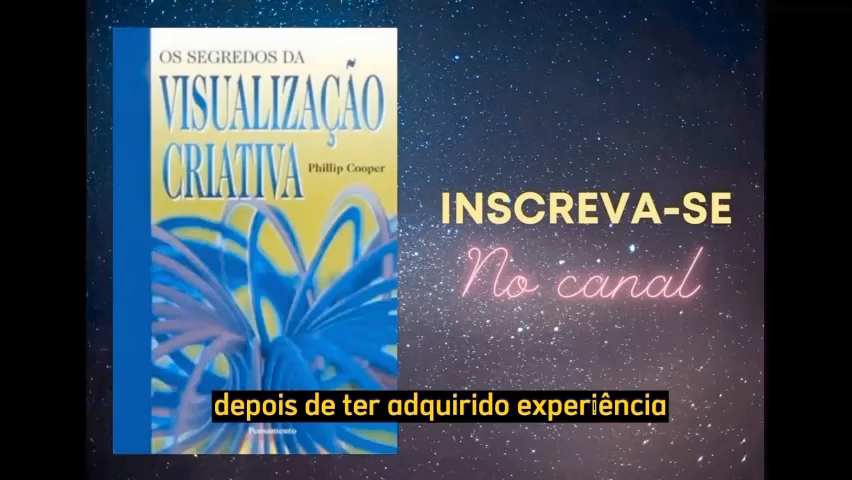 OS SEGREDOS DA
VISUALIZAÇÃO
CRIATIVA
Phillip Cooper
INSCREVA-SE
No canal
depois de ter adquirido experiência
Pensamento